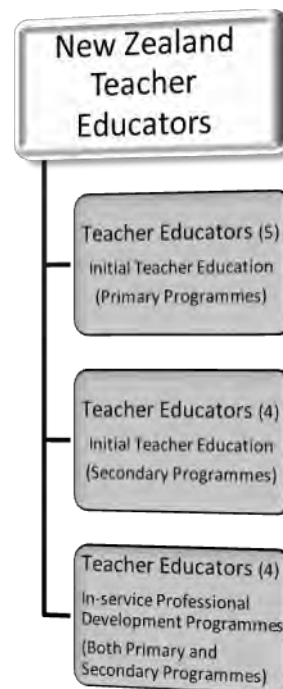 New Zealand
Teacher
Educators
Teacher Educators (5)
Initial Teacher Education
(Primary Programmes)
Teacher Educators (4)
Initial Teacher Education
(Secondary Programmes)
Teacher Educators (4)
In-service Professional
Development Programmes
(Both Primary and
Secondary Programmes)